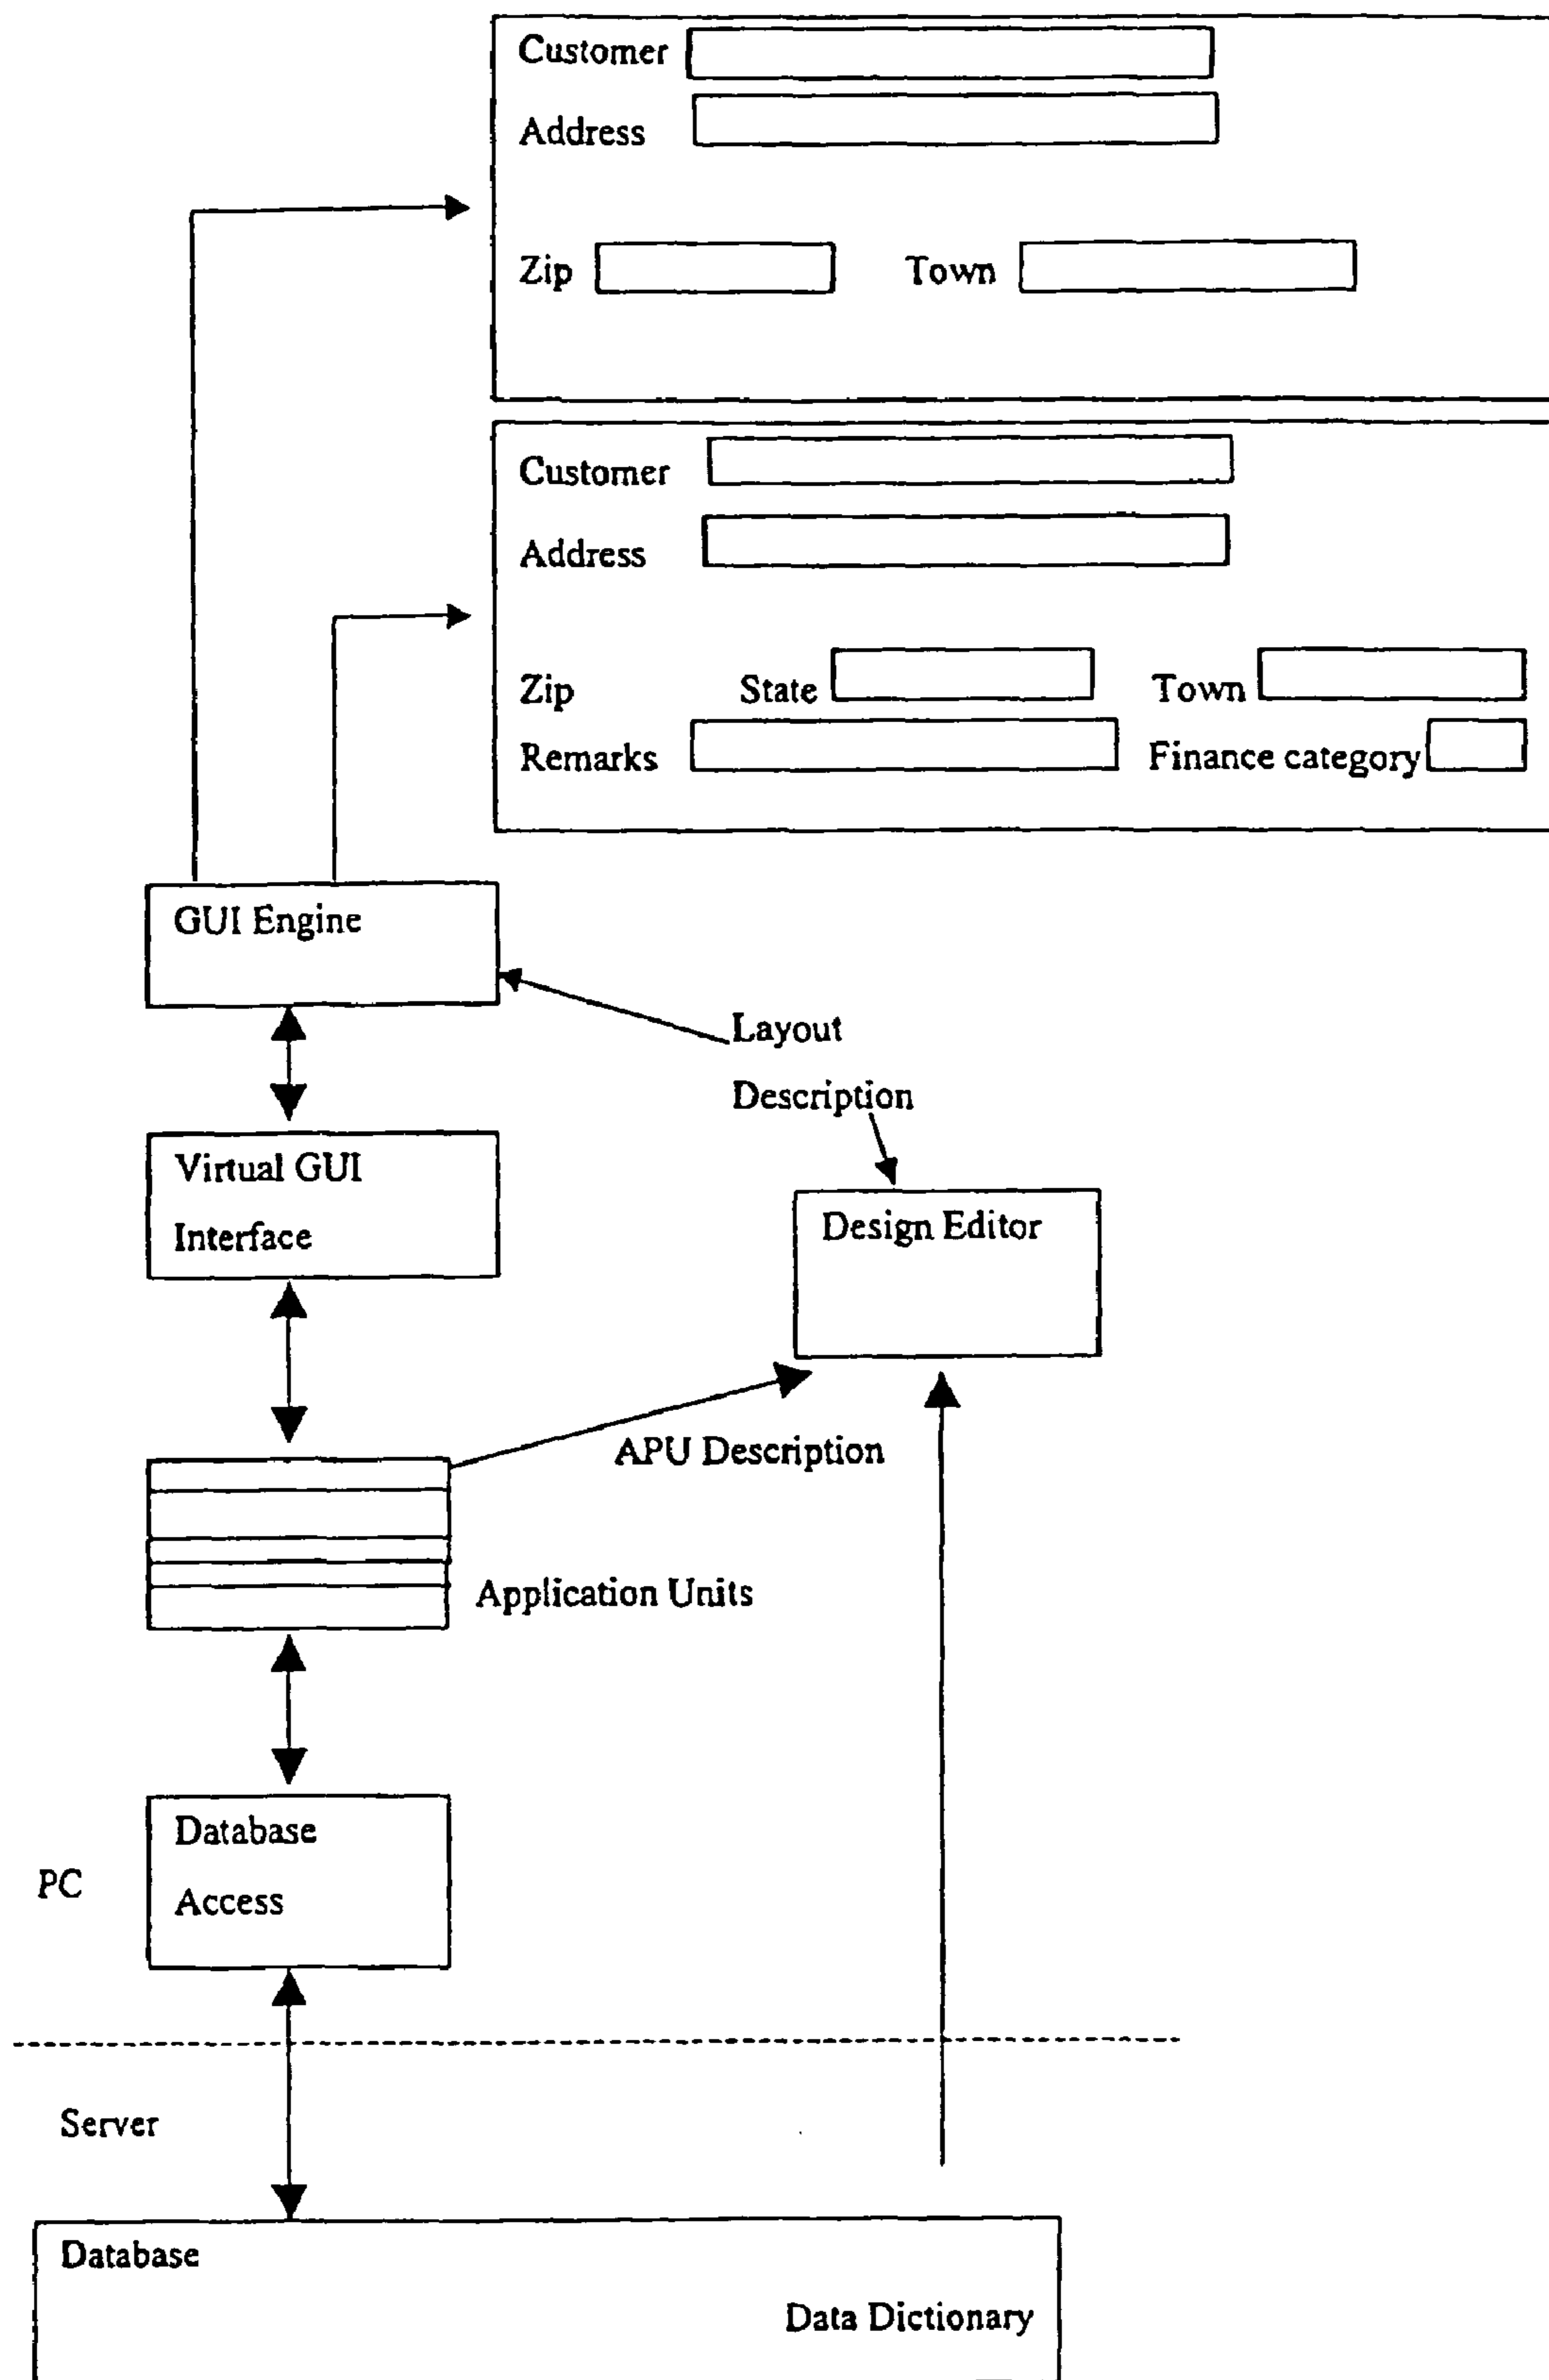 Customer
Address
Zip Town
Customer
Address
Zip State Town
Remarks Finance category
GUI Engine
Layout
Description
Virtual GUI
Interface
Design Editor
APU Description
Application Units
Database
Access
PC
Server
Database
Data Dictionary